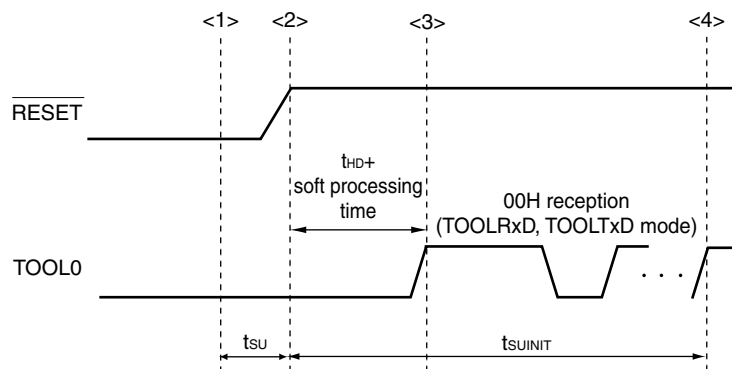 <1> <2> <3> <4>
RESET
tHD+
soft processing
time
00H reception
(TOOLRxD, TOOLTxD mode)
TOOL0
. . .
tSU
tSUINIT